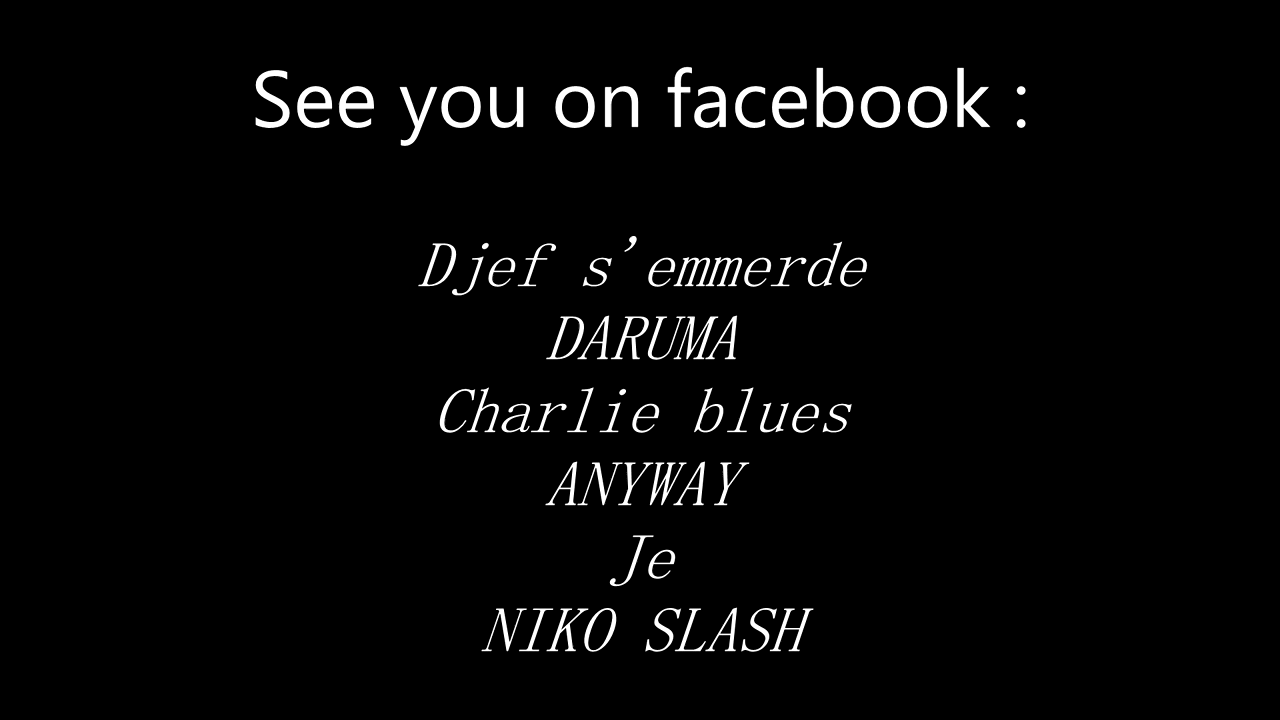 See you on facebook :
Djef s'emmerde
DARUMA
Charlie blues
ANYWAY
Je
NIKO SLASH